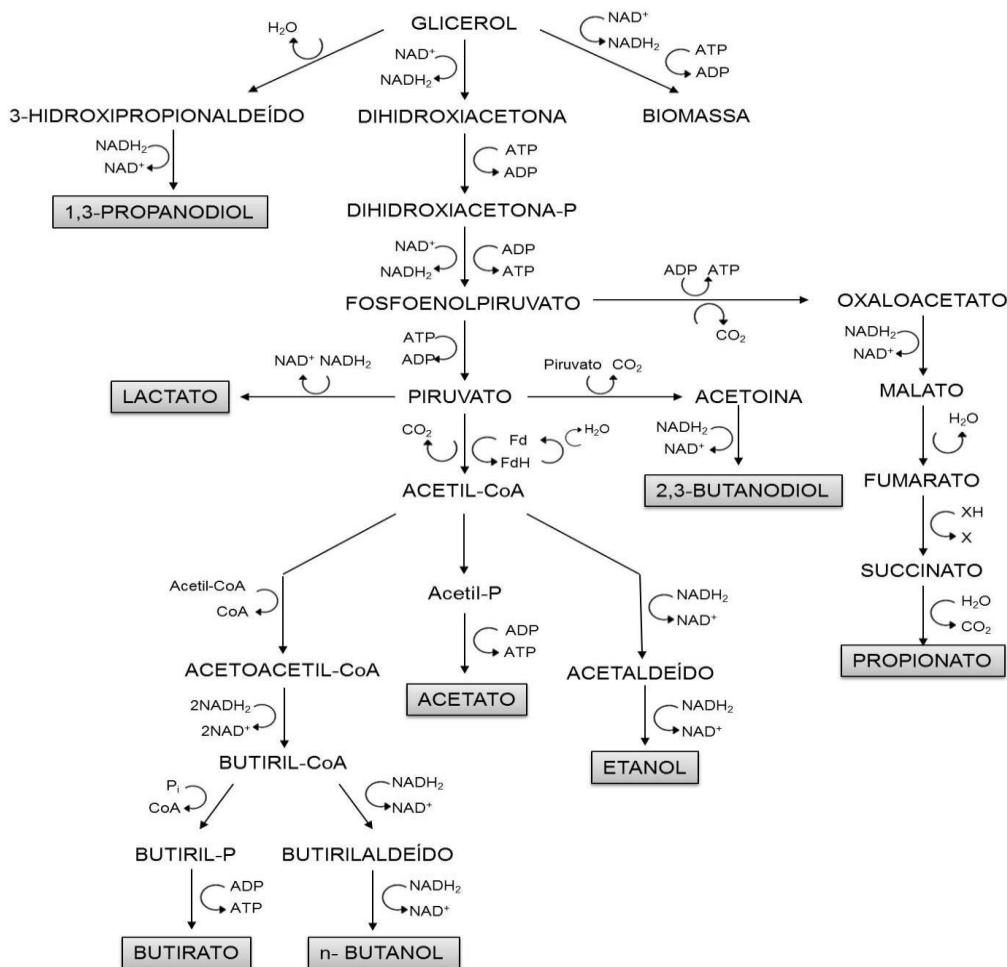 GLICEROL
H₂O
NAD⁺
NADH₂
NAD⁺
NADH₂
ATP
ADP
3-HIDROXIPROPIONALDEÍDO
DIHIDROXIACETONA
BIOMASSA
NADH₂
NAD⁺
ATP
ADP
1,3-PROPANODIOL
DIHIDROXIACETONA-P
NAD⁺
NADH₂
ADP
ATP
ADP ATP
CO₂
FOSFOENOLPIRUVATO
OXALOACETATO
ATP
ADP
NADH₂
NAD⁺
NAD⁺ NADH₂
Piruvato CO₂
LACTATO
PIRUVATO
ACETOINA
MALATO
CO₂
Fd
FdH
H₂O
NADH₂
NAD⁺
H₂O
ACETIL-CoA
2,3-BUTANODIOL
FUMARATO
XH
X
Acetil-CoA
CoA
Acetil-P
NADH₂
NAD⁺
SUCCINATO
ADP
ATP
H₂O
CO₂
ACETOACETIL-CoA
ACETATO
ACETALDEÍDO
PROPIONATO
2NADH₂
2NAD⁺
NADH₂
NAD⁺
BUTIRIL-CoA
ETANOL
Pᵢ
CoA
NADH₂
NAD⁺
BUTIRIL-P
BUTIRILALDEÍDO
ADP
ATP
NADH₂
NAD⁺
BUTIRATO
n- BUTANOL